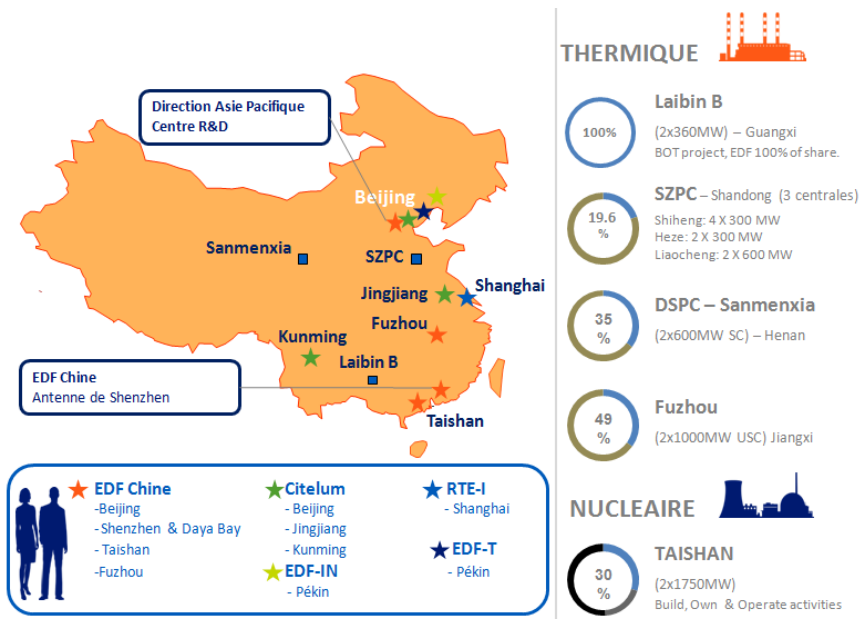 Direction Asie Pacifique
Centre R&D
Beijing
Sanmenxia
SZPC
Jingjiang
Shanghai
Fuzhou
Kunming
Laibin B
EDF Chine
Antenne de Shenzhen
Taishan
EDF Chine
-Beijing
-Shenzhen & Daya Bay
- Taishan
-Fuzhou
Citelum
- Beijing
- Jingjiang
- Kunming
EDF-IN
- Pékin
RTE-I
- Shanghai
EDF-T
- Pékin
THERMIQUE
100%
Laibin B
(2x360MW) – Guangxi
BOT project, EDF 100% of share.
19.6
%
SZPC – Shandong (3 centrales)
Shiheng: 4 X 300 MW
Heze: 2 X 300 MW
Liaocheng: 2 X 600 MW
35
%
DSPC – Sanmenxia
(2x600MW SC) – Henan
49
%
Fuzhou
(2x1000MW USC) Jiangxi
NUCLEAIRE
30
%
TAISHAN
(2x1750MW)
Build, Own & Operate activities